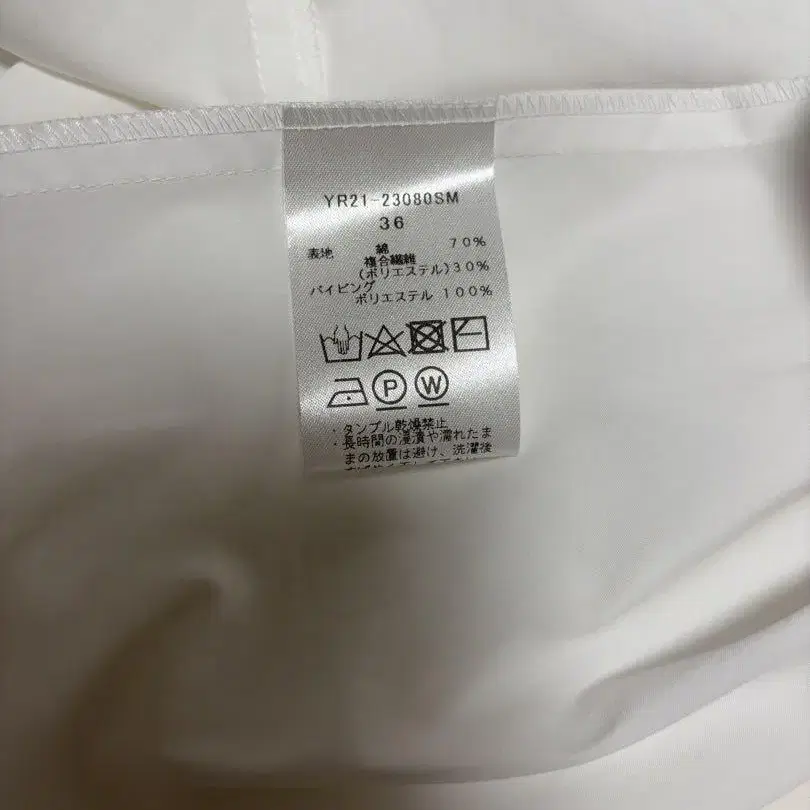 YR21-23080SM
36
表地 綿 70%
複合繊維
(ポリエステル)30%
パイピング
ポリエステル 100%
P W
・タンブル乾燥禁止
・長時間の浸漬や濡れたま
まの放置は避け、洗濯後